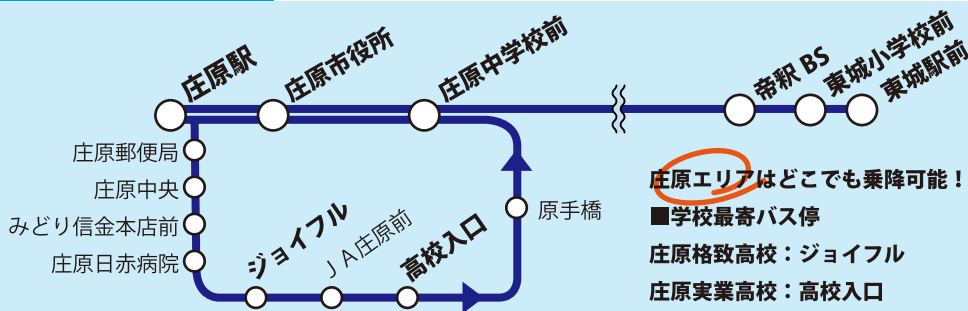 庄原駅
庄原市役所
庄原中学校前
帝釈 BS
東城小学校前
東城駅前
庄原郵便局
庄原中央
みどり信金本店前
庄原日赤病院
ジョイフル
JA庄原前
高校入口
原手橋
庄原エリアはどこでも乗降可能！
■学校最寄バス停
庄原格致高校：ジョイフル
庄原実業高校：高校入口